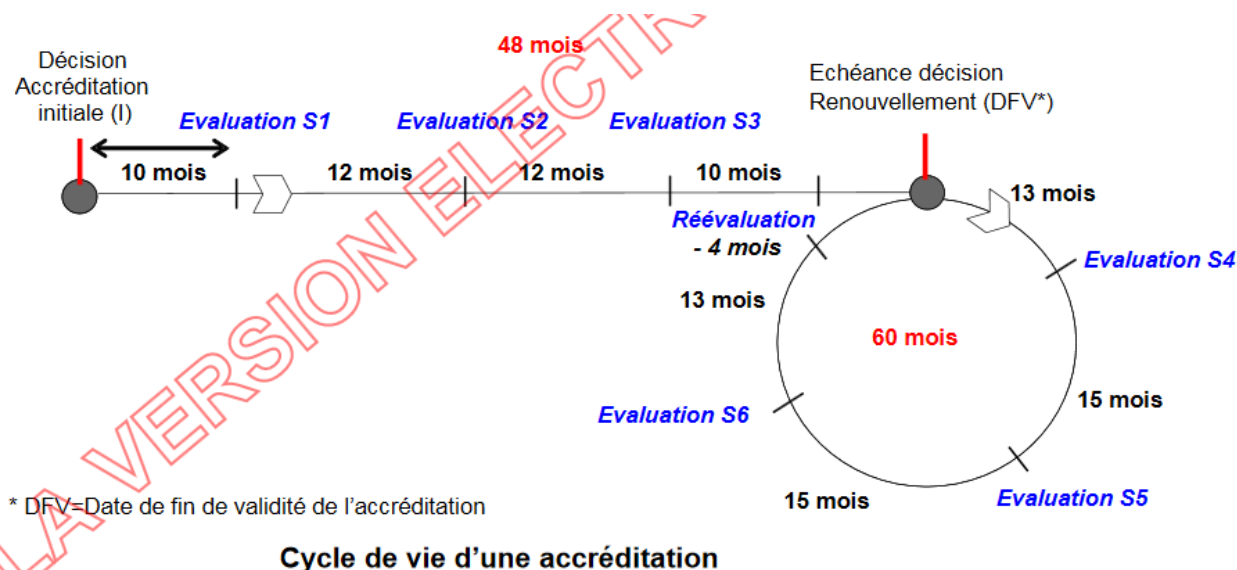 48 mois
Décision
Accréditation
initiale (I)
Echéance décision
Renouvellement (DFV*)
Evaluation S1
Evaluation S2
Evaluation S3
10 mois
12 mois
12 mois
10 mois
13 mois
Réévaluation
- 4 mois
Evaluation S4
13 mois
60 mois
15 mois
Evaluation S6
15 mois
Evaluation S5
* DFV=Date de fin de validité de l'accréditation
Cycle de vie d'une accréditation
LA VERSION ELECTR